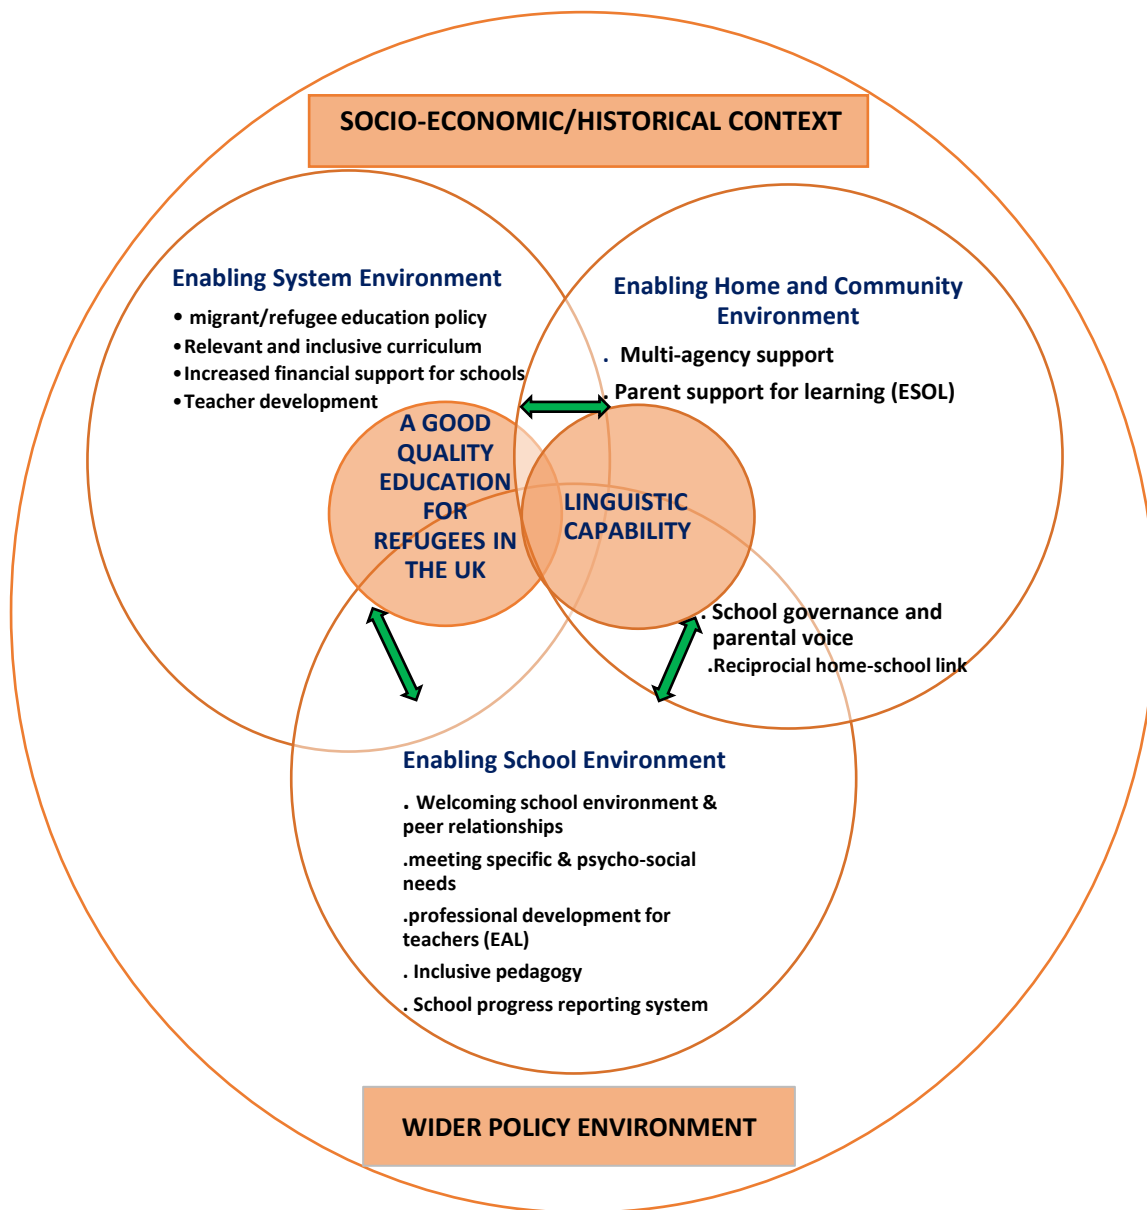 SOCIO-ECONOMIC/HISTORICAL CONTEXT
Enabling System Environment
• migrant/refugee education policy
•Relevant and inclusive curriculum
•Increased financial support for schools
•Teacher development
Enabling Home and Community
Environment
. Multi-agency support
. Parent support for learning (ESOL)
A GOOD
QUALITY
EDUCATION
FOR
REFUGEES IN
THE UK
LINGUISTIC
CAPABILITY
. School governance and
parental voice
.Reciprocial home-school link
Enabling School Environment
. Welcoming school environment &
peer relationships
.meeting specific & psycho-social
needs
.professional development for
teachers (EAL)
. Inclusive pedagogy
. School progress reporting system
WIDER POLICY ENVIRONMENT